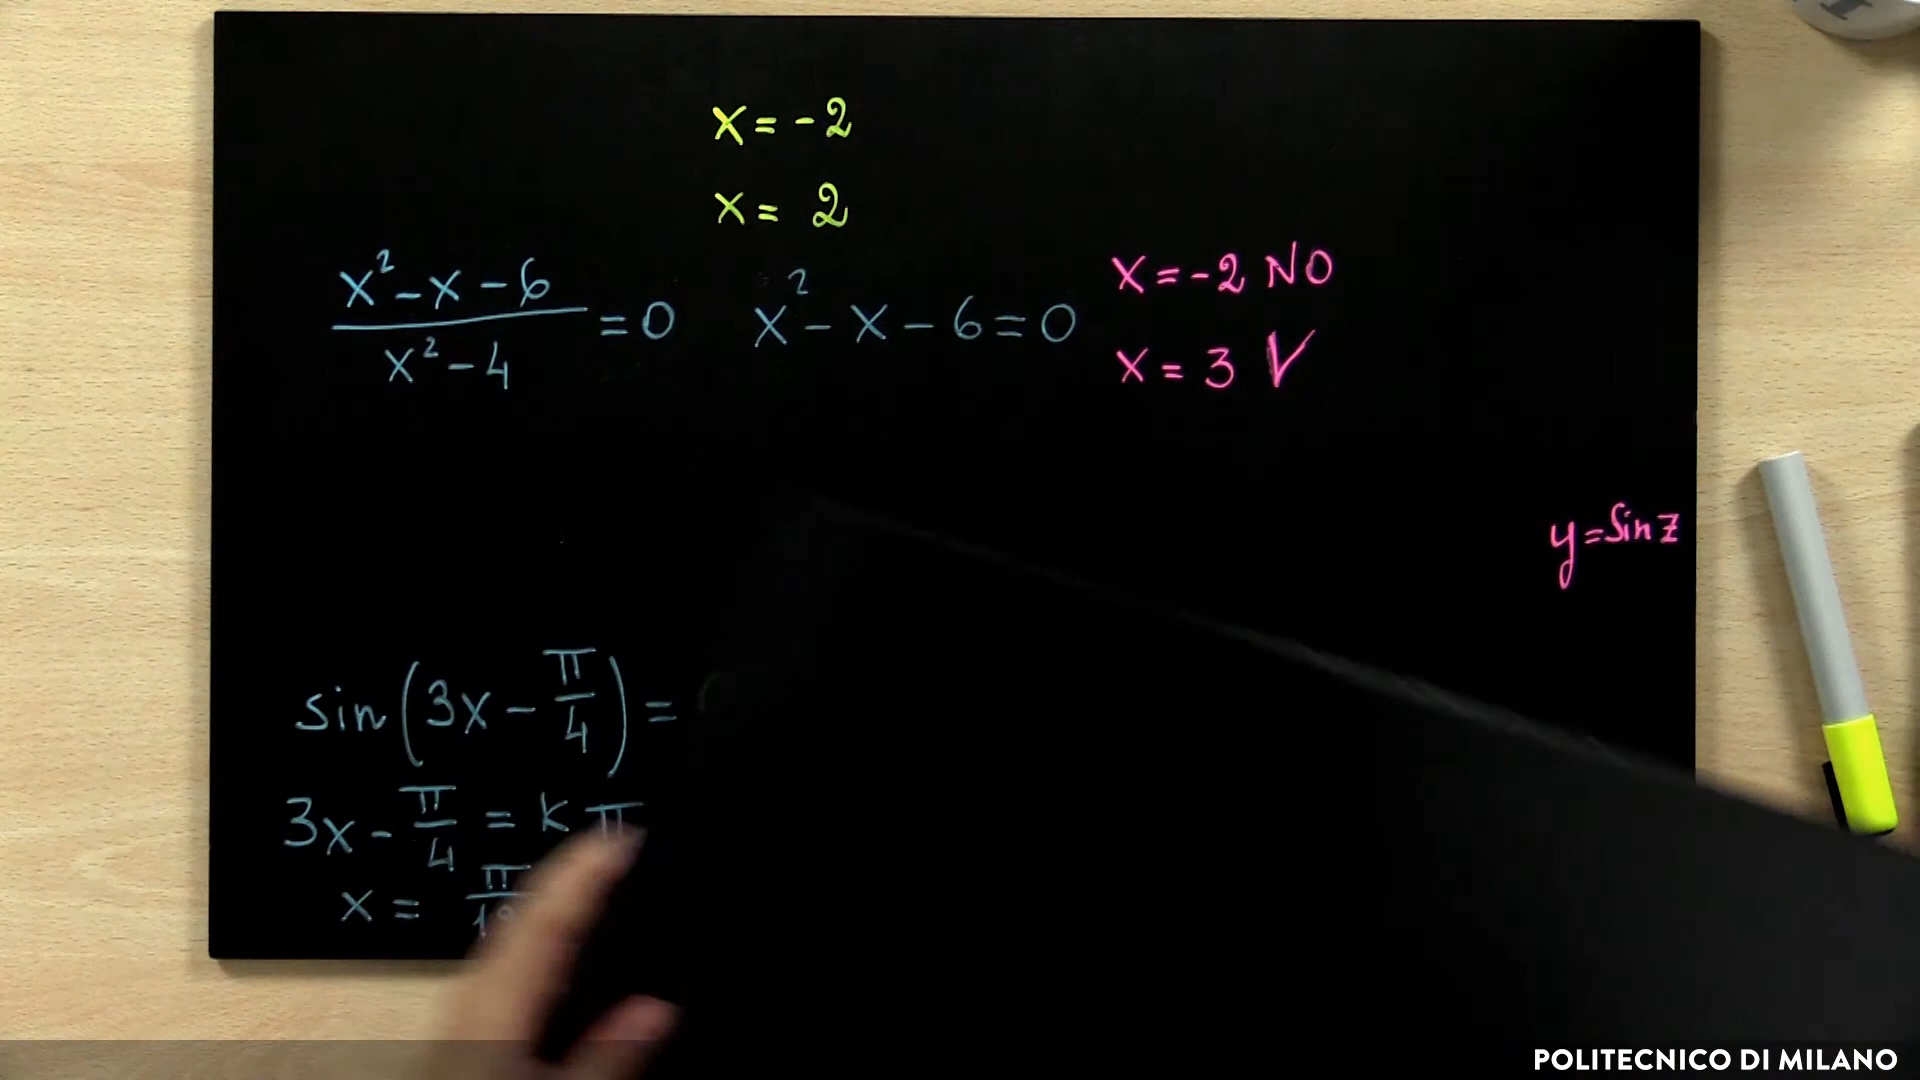 x = -2
x = 2
x² - x - 6
x² - 4
= 0
x² - x - 6 = 0
x = -2 NO
x = 3 √
y = sin z
sin(3x - π/4) =
3x - π/4 = kπ
x = π
POLITECNICO DI MILANO